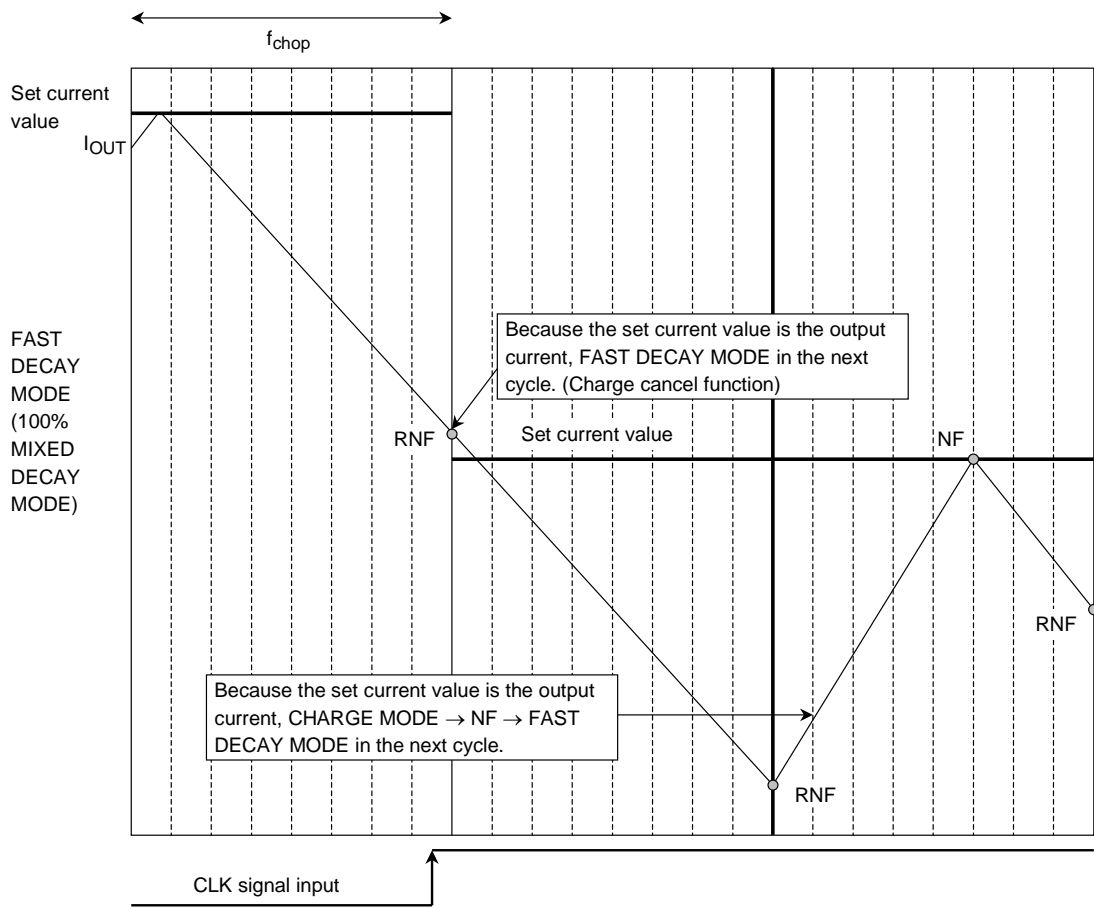 fchop
Set current
value
IOUT
FAST
DECAY
MODE
(100%
MIXED
DECAY
MODE)
Because the set current value is the output
current, FAST DECAY MODE in the next
cycle. (Charge cancel function)
RNF
Set current value
NF
RNF
Because the set current value is the output
current, CHARGE MODE → NF → FAST
DECAY MODE in the next cycle.
RNF
CLK signal input